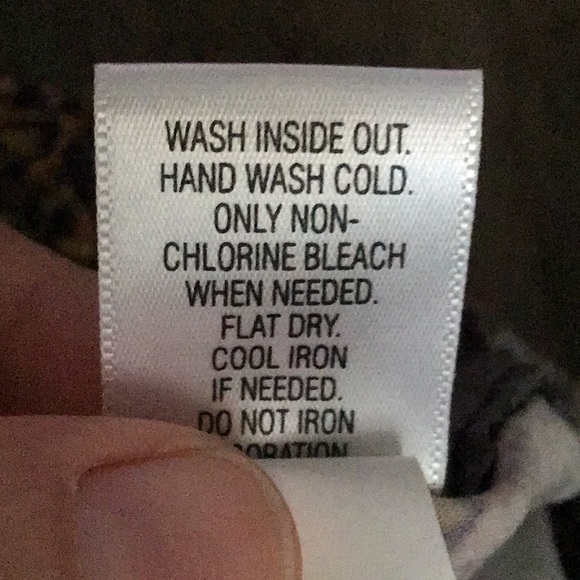 WASH INSIDE OUT.
HAND WASH COLD.
ONLY NON-
CHLORINE BLEACH
WHEN NEEDED.
FLAT DRY.
COOL IRON
IF NEEDED.
DO NOT IRON